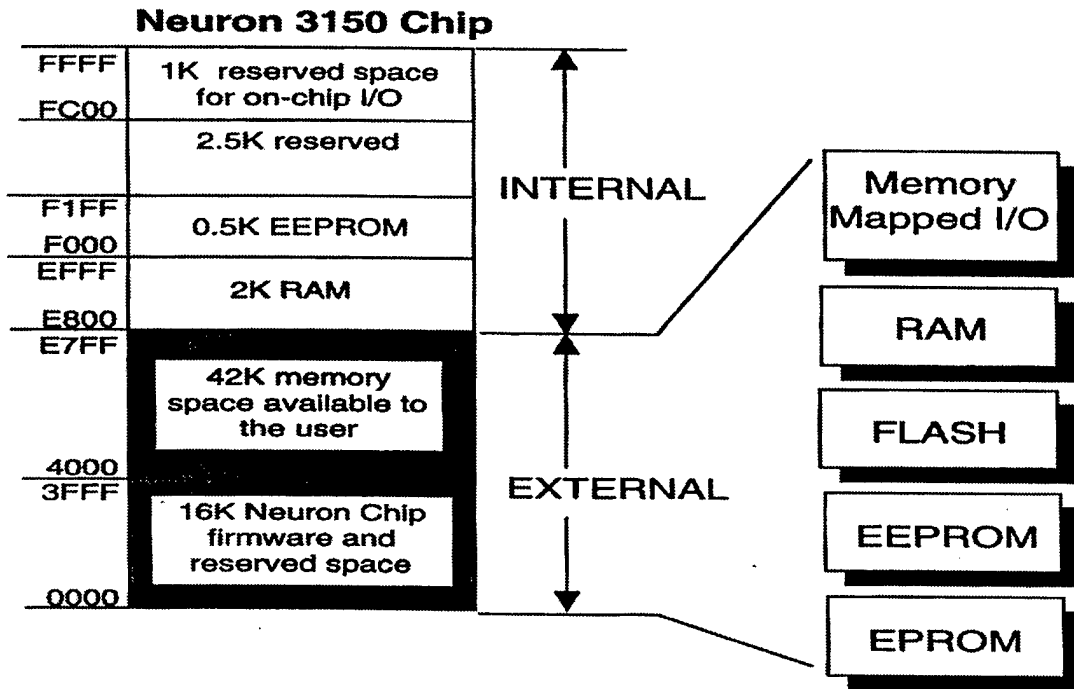 Neuron 3150 Chip
FFFF
1K reserved space
for on-chip I/O
FC00
2.5K reserved
F1FF
0.5K EEPROM
F000
EFFF
2K RAM
E800
E7FF
42K memory
space available to
the user
4000
3FFF
16K Neuron Chip
firmware and
reserved space
0000
INTERNAL
EXTERNAL
Memory
Mapped I/O
RAM
FLASH
EEPROM
EPROM